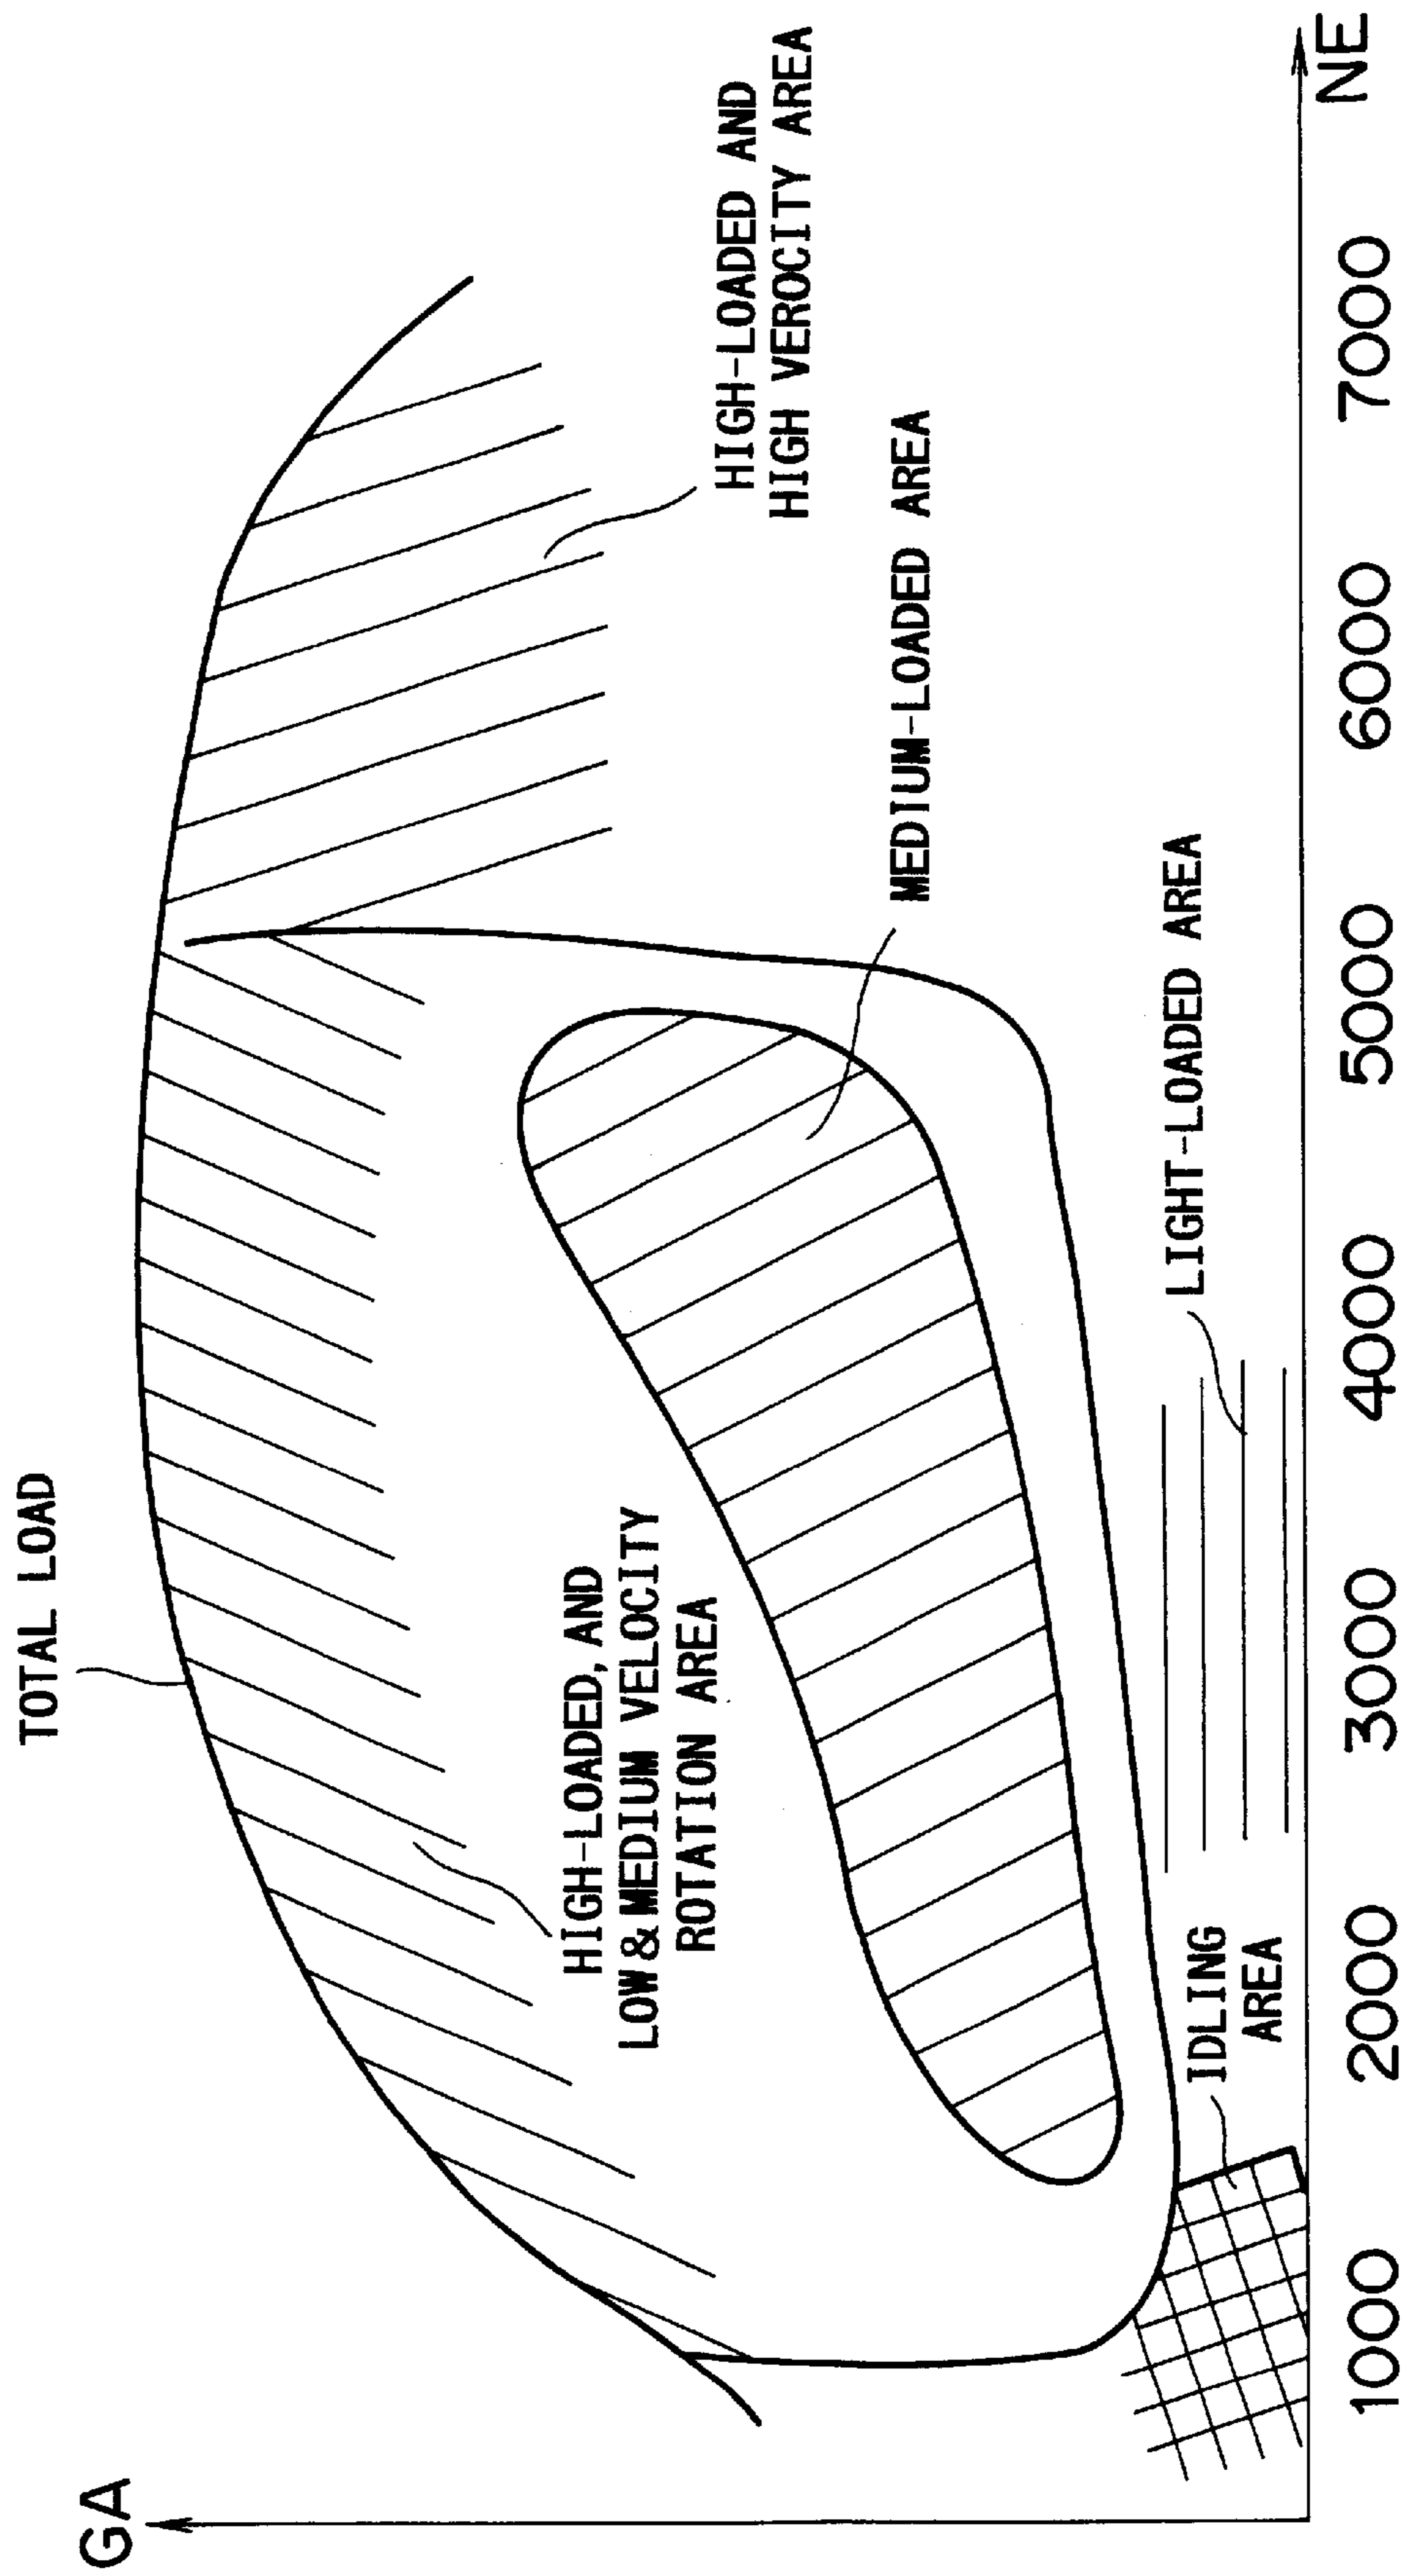 GA
TOTAL LOAD
HIGH-LOADED, AND
LOW & MEDIUM VELOCITY
ROTATION AREA
HIGH-LOADED AND
HIGH VEROCITY AREA
MEDIUM-LOADED AREA
LIGHT-LOADED AREA
IDLING
AREA
1000 2000 3000 4000 5000 6000 7000
NE